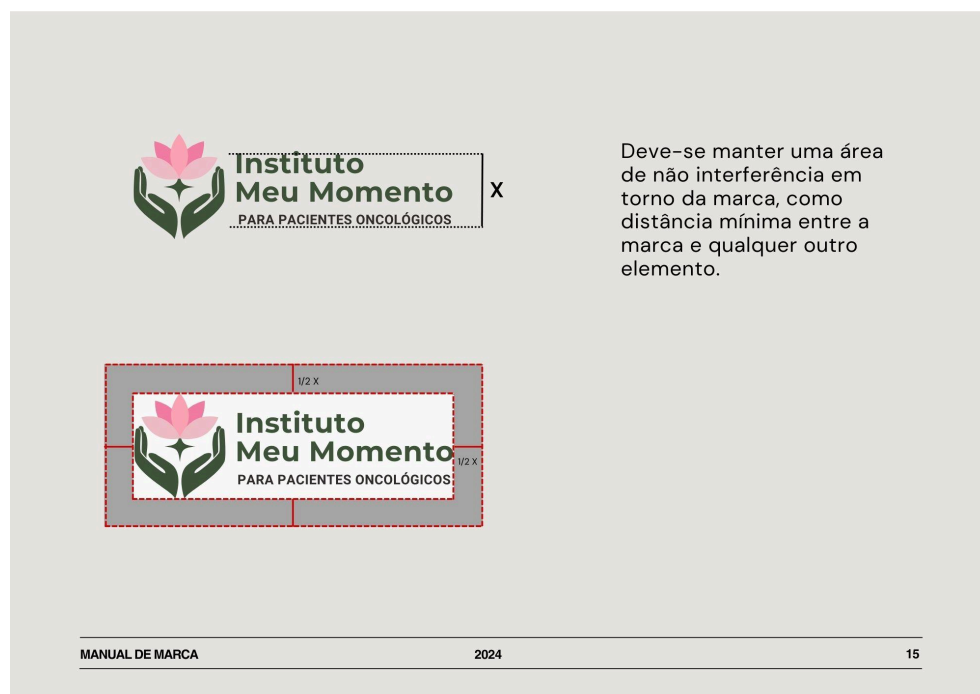 Instituto
Meu Momento
PARA PACIENTES ONCOLÓGICOS
X
Deve-se manter uma área
de não interferência em
torno da marca, como
distância mínima entre a
marca e qualquer outro
elemento.
1/2 X
Instituto
Meu Momento
1/2 X
PARA PACIENTES ONCOLÓGICOS
MANUAL DE MARCA 2024 15